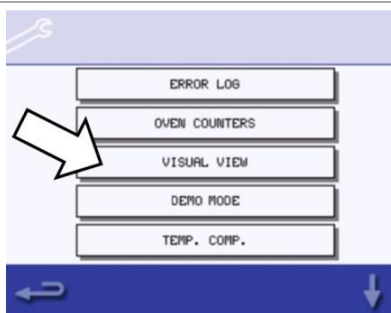 ERROR LOG
OVEN COUNTERS
VISUAL VIEW
DEMO MODE
TEMP. COMP.